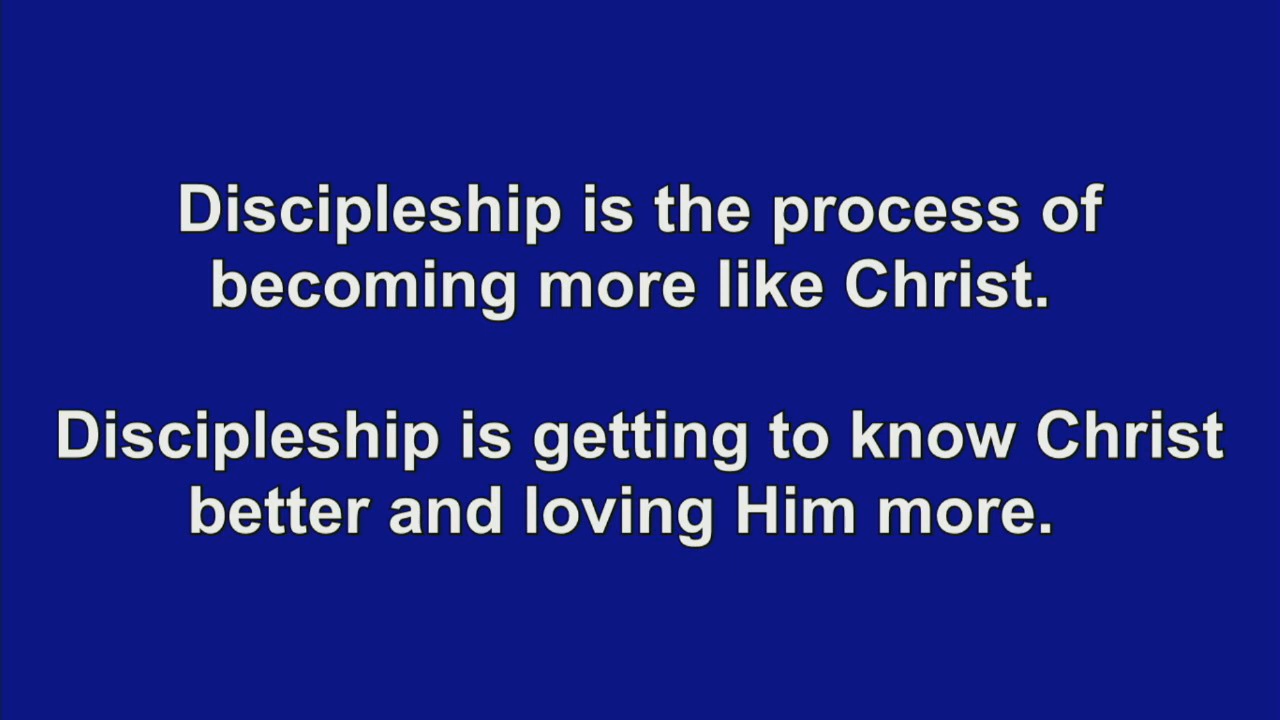 Discipleship is the process of
becoming more like Christ.
Discipleship is getting to know Christ
better and loving Him more.